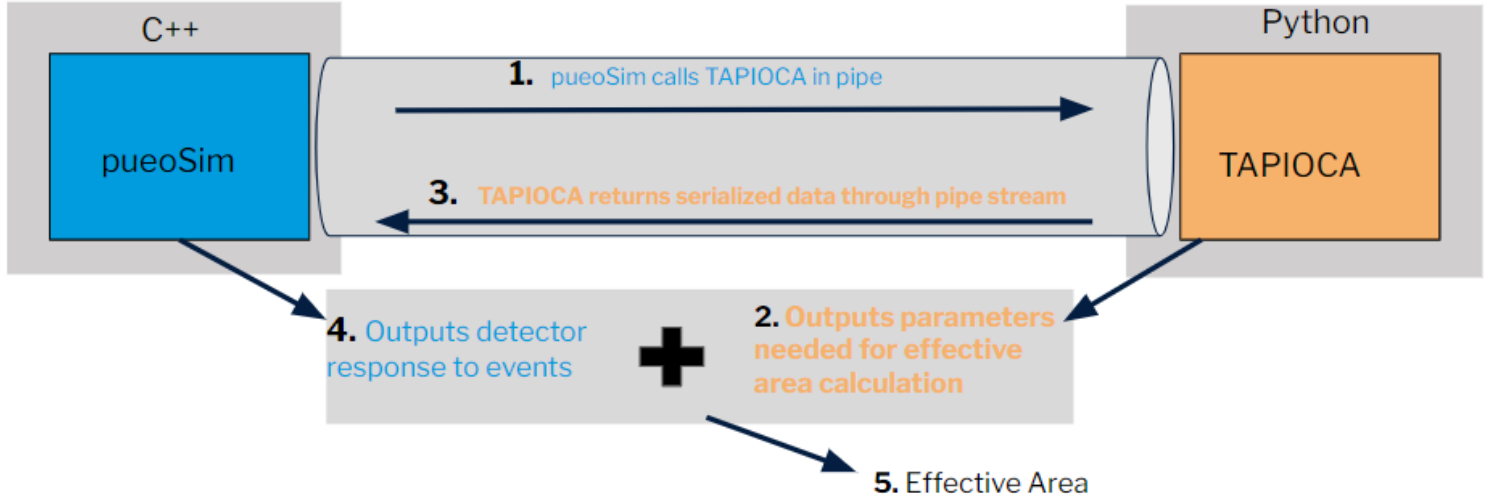 C++
Python
1. pueoSim calls TAPIOCA in pipe
pueoSim
TAPIOCA
3. TAPIOCA returns serialized data through pipe stream
4. Outputs detector
response to events
2. Outputs parameters
needed for effective
area calculation
5. Effective Area